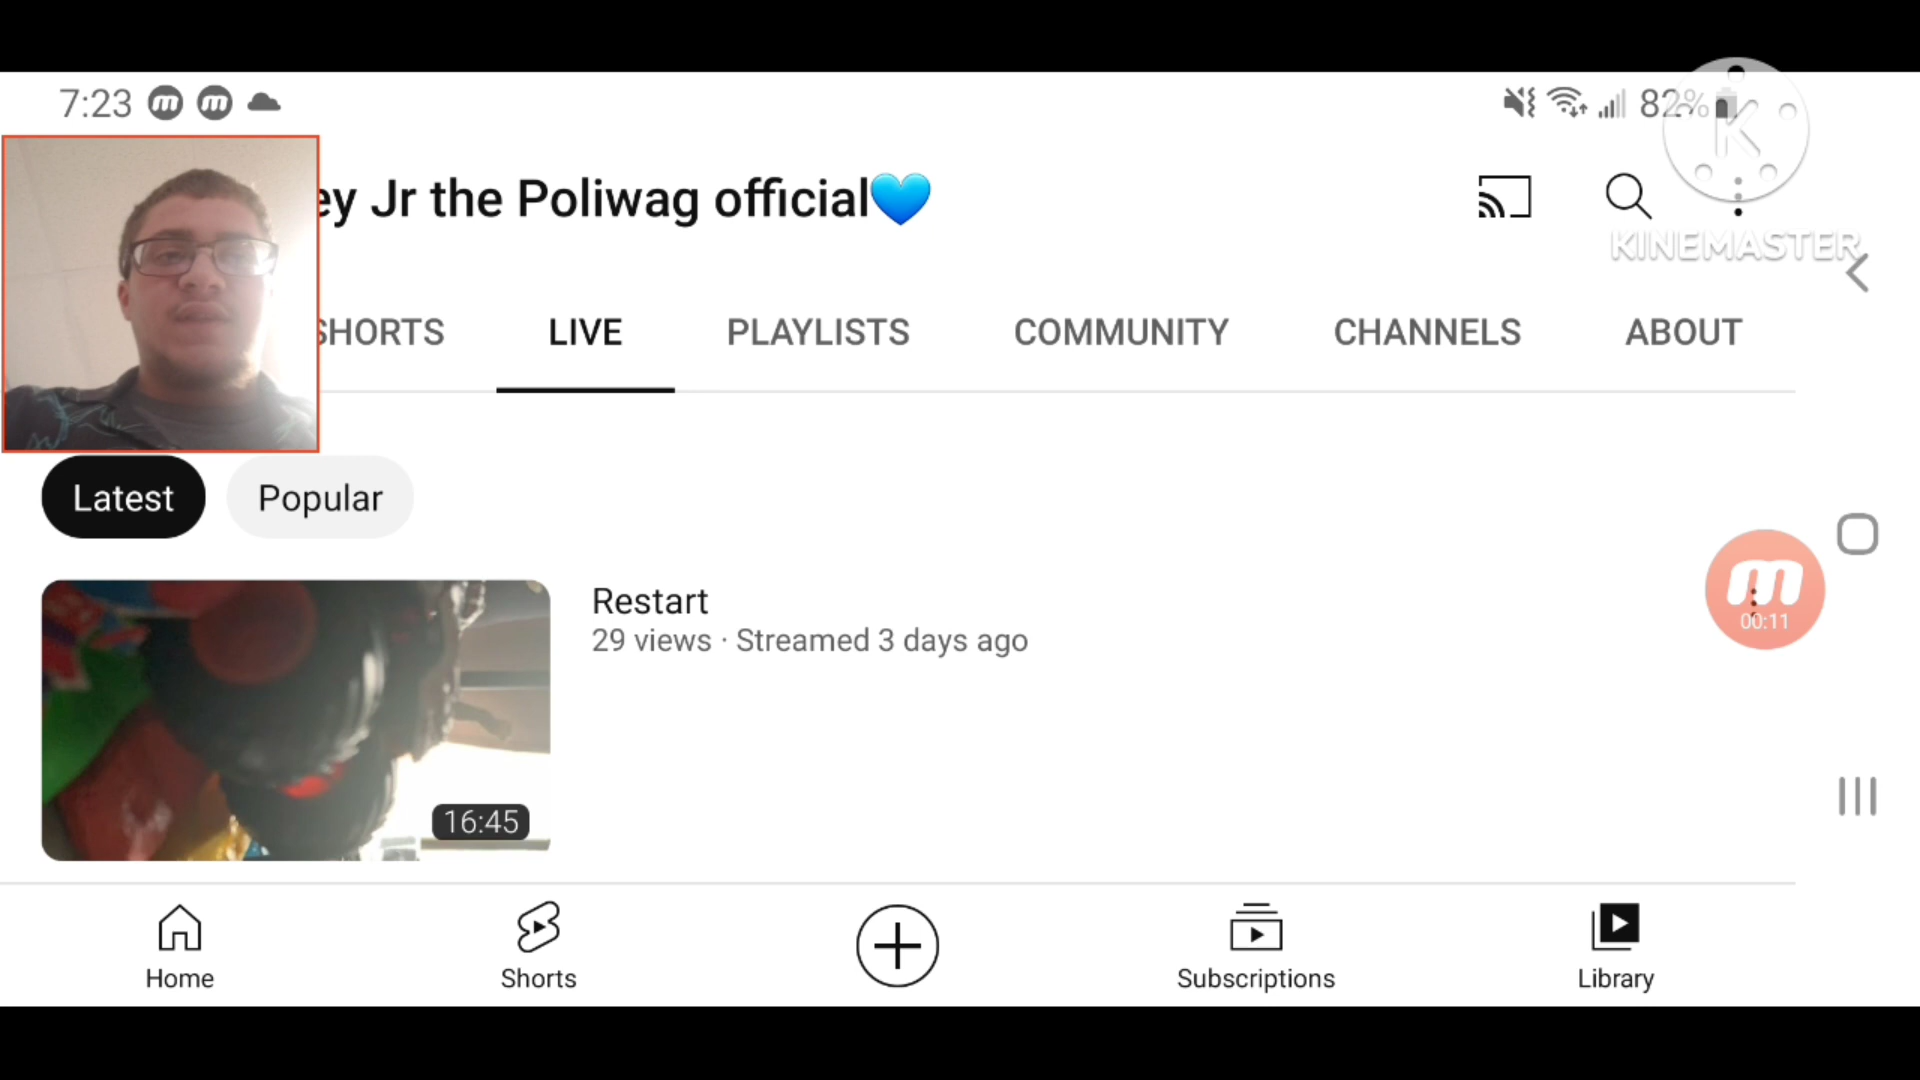 7:23 82%
ey Jr the Poliwag official💙
KINEMASTER
SHORTS LIVE PLAYLISTS COMMUNITY CHANNELS ABOUT
Latest Popular
Restart
29 views · Streamed 3 days ago
00:11
16:45
Home Shorts Subscriptions Library